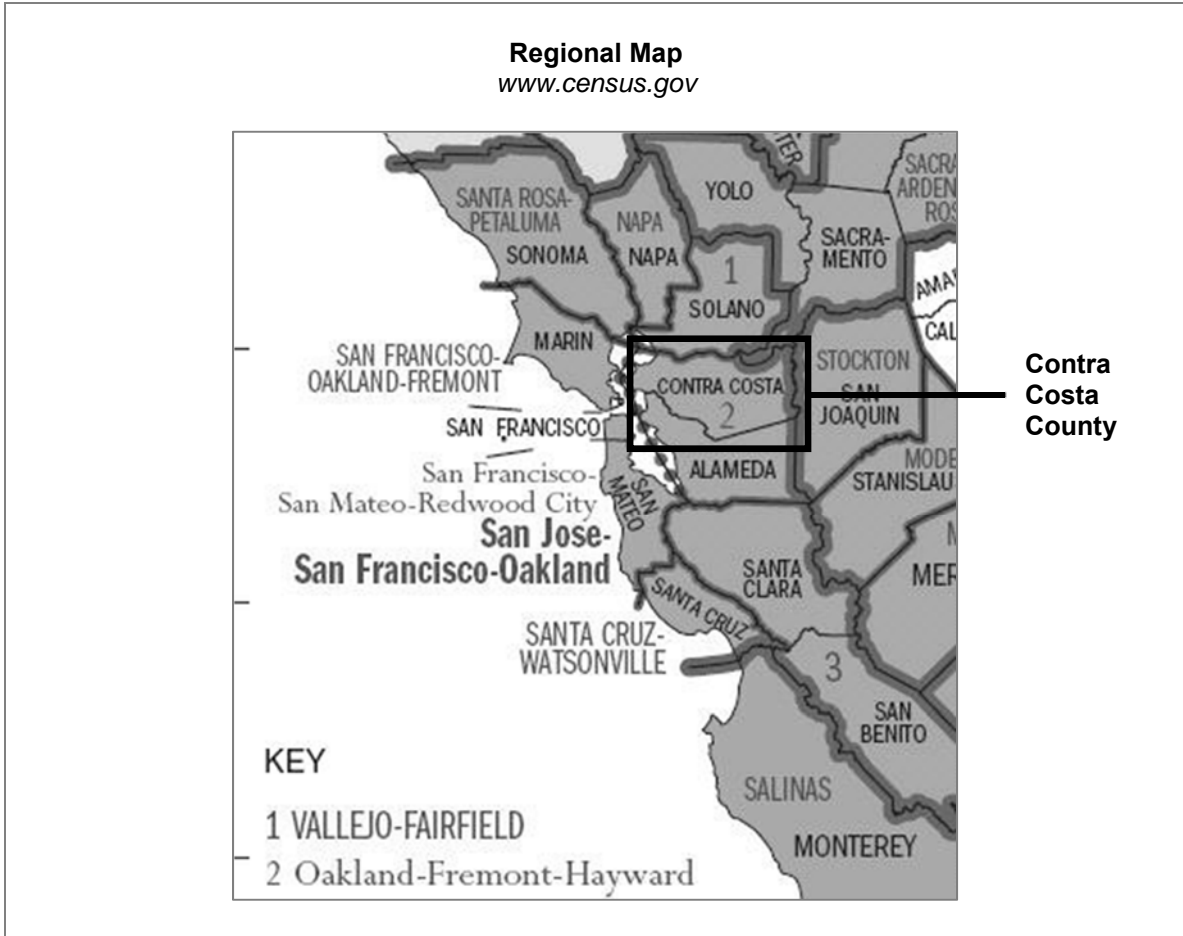 Regional Map
www.census.gov
SANTA ROSA-
PETALUMA
SONOMA
NAPA
NAPA
YOLO
SACRA-
MENTO
1
SOLANO
MARIN
SAN FRANCISCO-
OAKLAND-FREMONT
CONTRA COSTA
2
STOCKTON
SAN
JOAQUIN
Contra
Costa
County
SAN FRANCISCO
San Francisco-
San Mateo-Redwood City
ALAMEDA
SAN
MATEO
STANISLAU
San Jose-
San Francisco-Oakland
SANTA
CLARA
MER
SANTA CRUZ
SANTA CRUZ-
WATSONVILLE
3
SAN
BENITO
KEY
SALINAS
1 VALLEJO-FAIRFIELD
MONTEREY
2 Oakland-Fremont-Hayward